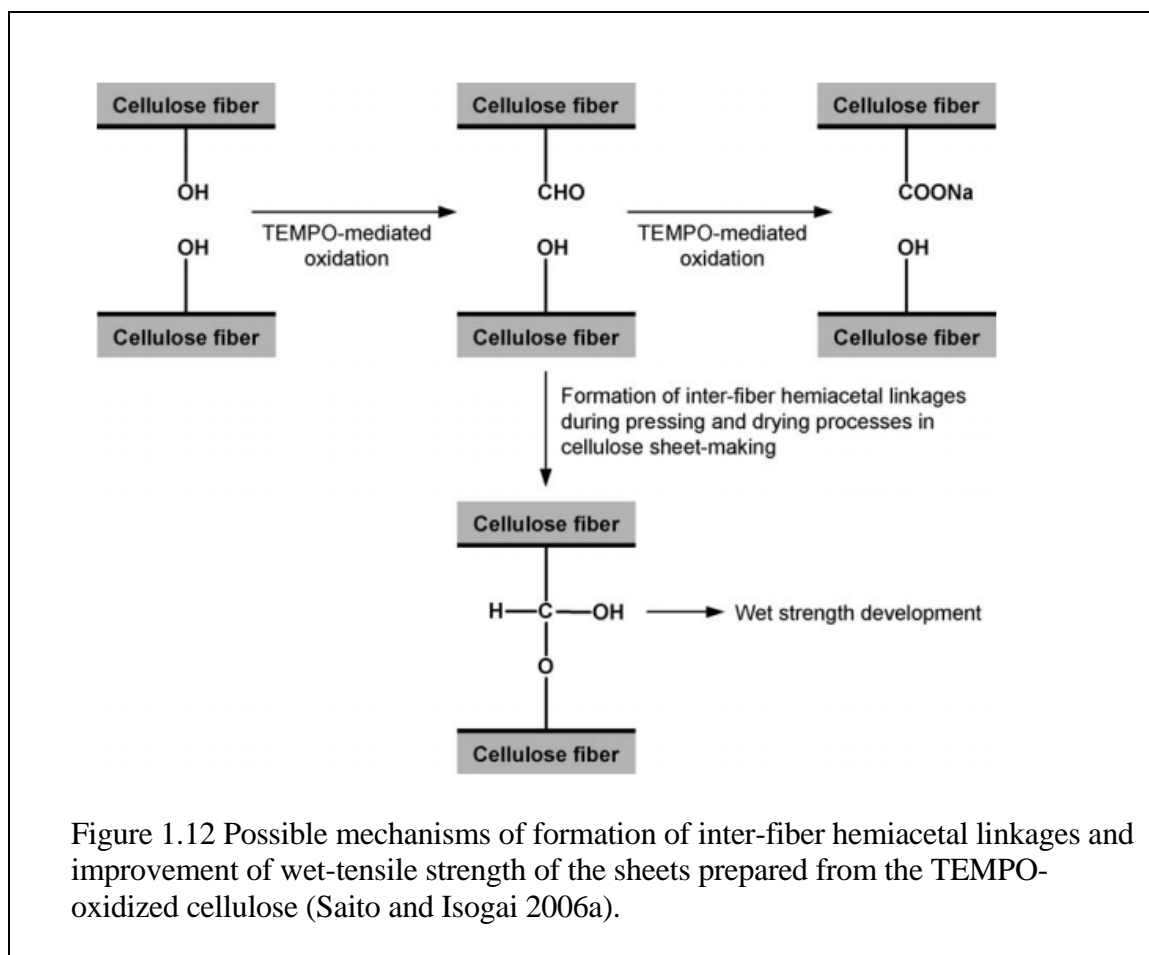 Cellulose fiber
Cellulose fiber
Cellulose fiber
OH
CHO
COONa
TEMPO-mediated
oxidation
TEMPO-mediated
oxidation
OH
OH
OH
Cellulose fiber
Cellulose fiber
Cellulose fiber
Formation of inter-fiber hemiacetal linkages
during pressing and drying processes in
cellulose sheet-making
Cellulose fiber
H—C—OH
Wet strength development
O
Cellulose fiber
Figure 1.12 Possible mechanisms of formation of inter-fiber hemiacetal linkages and
improvement of wet-tensile strength of the sheets prepared from the TEMPO-
oxidized cellulose (Saito and Isogai 2006a).